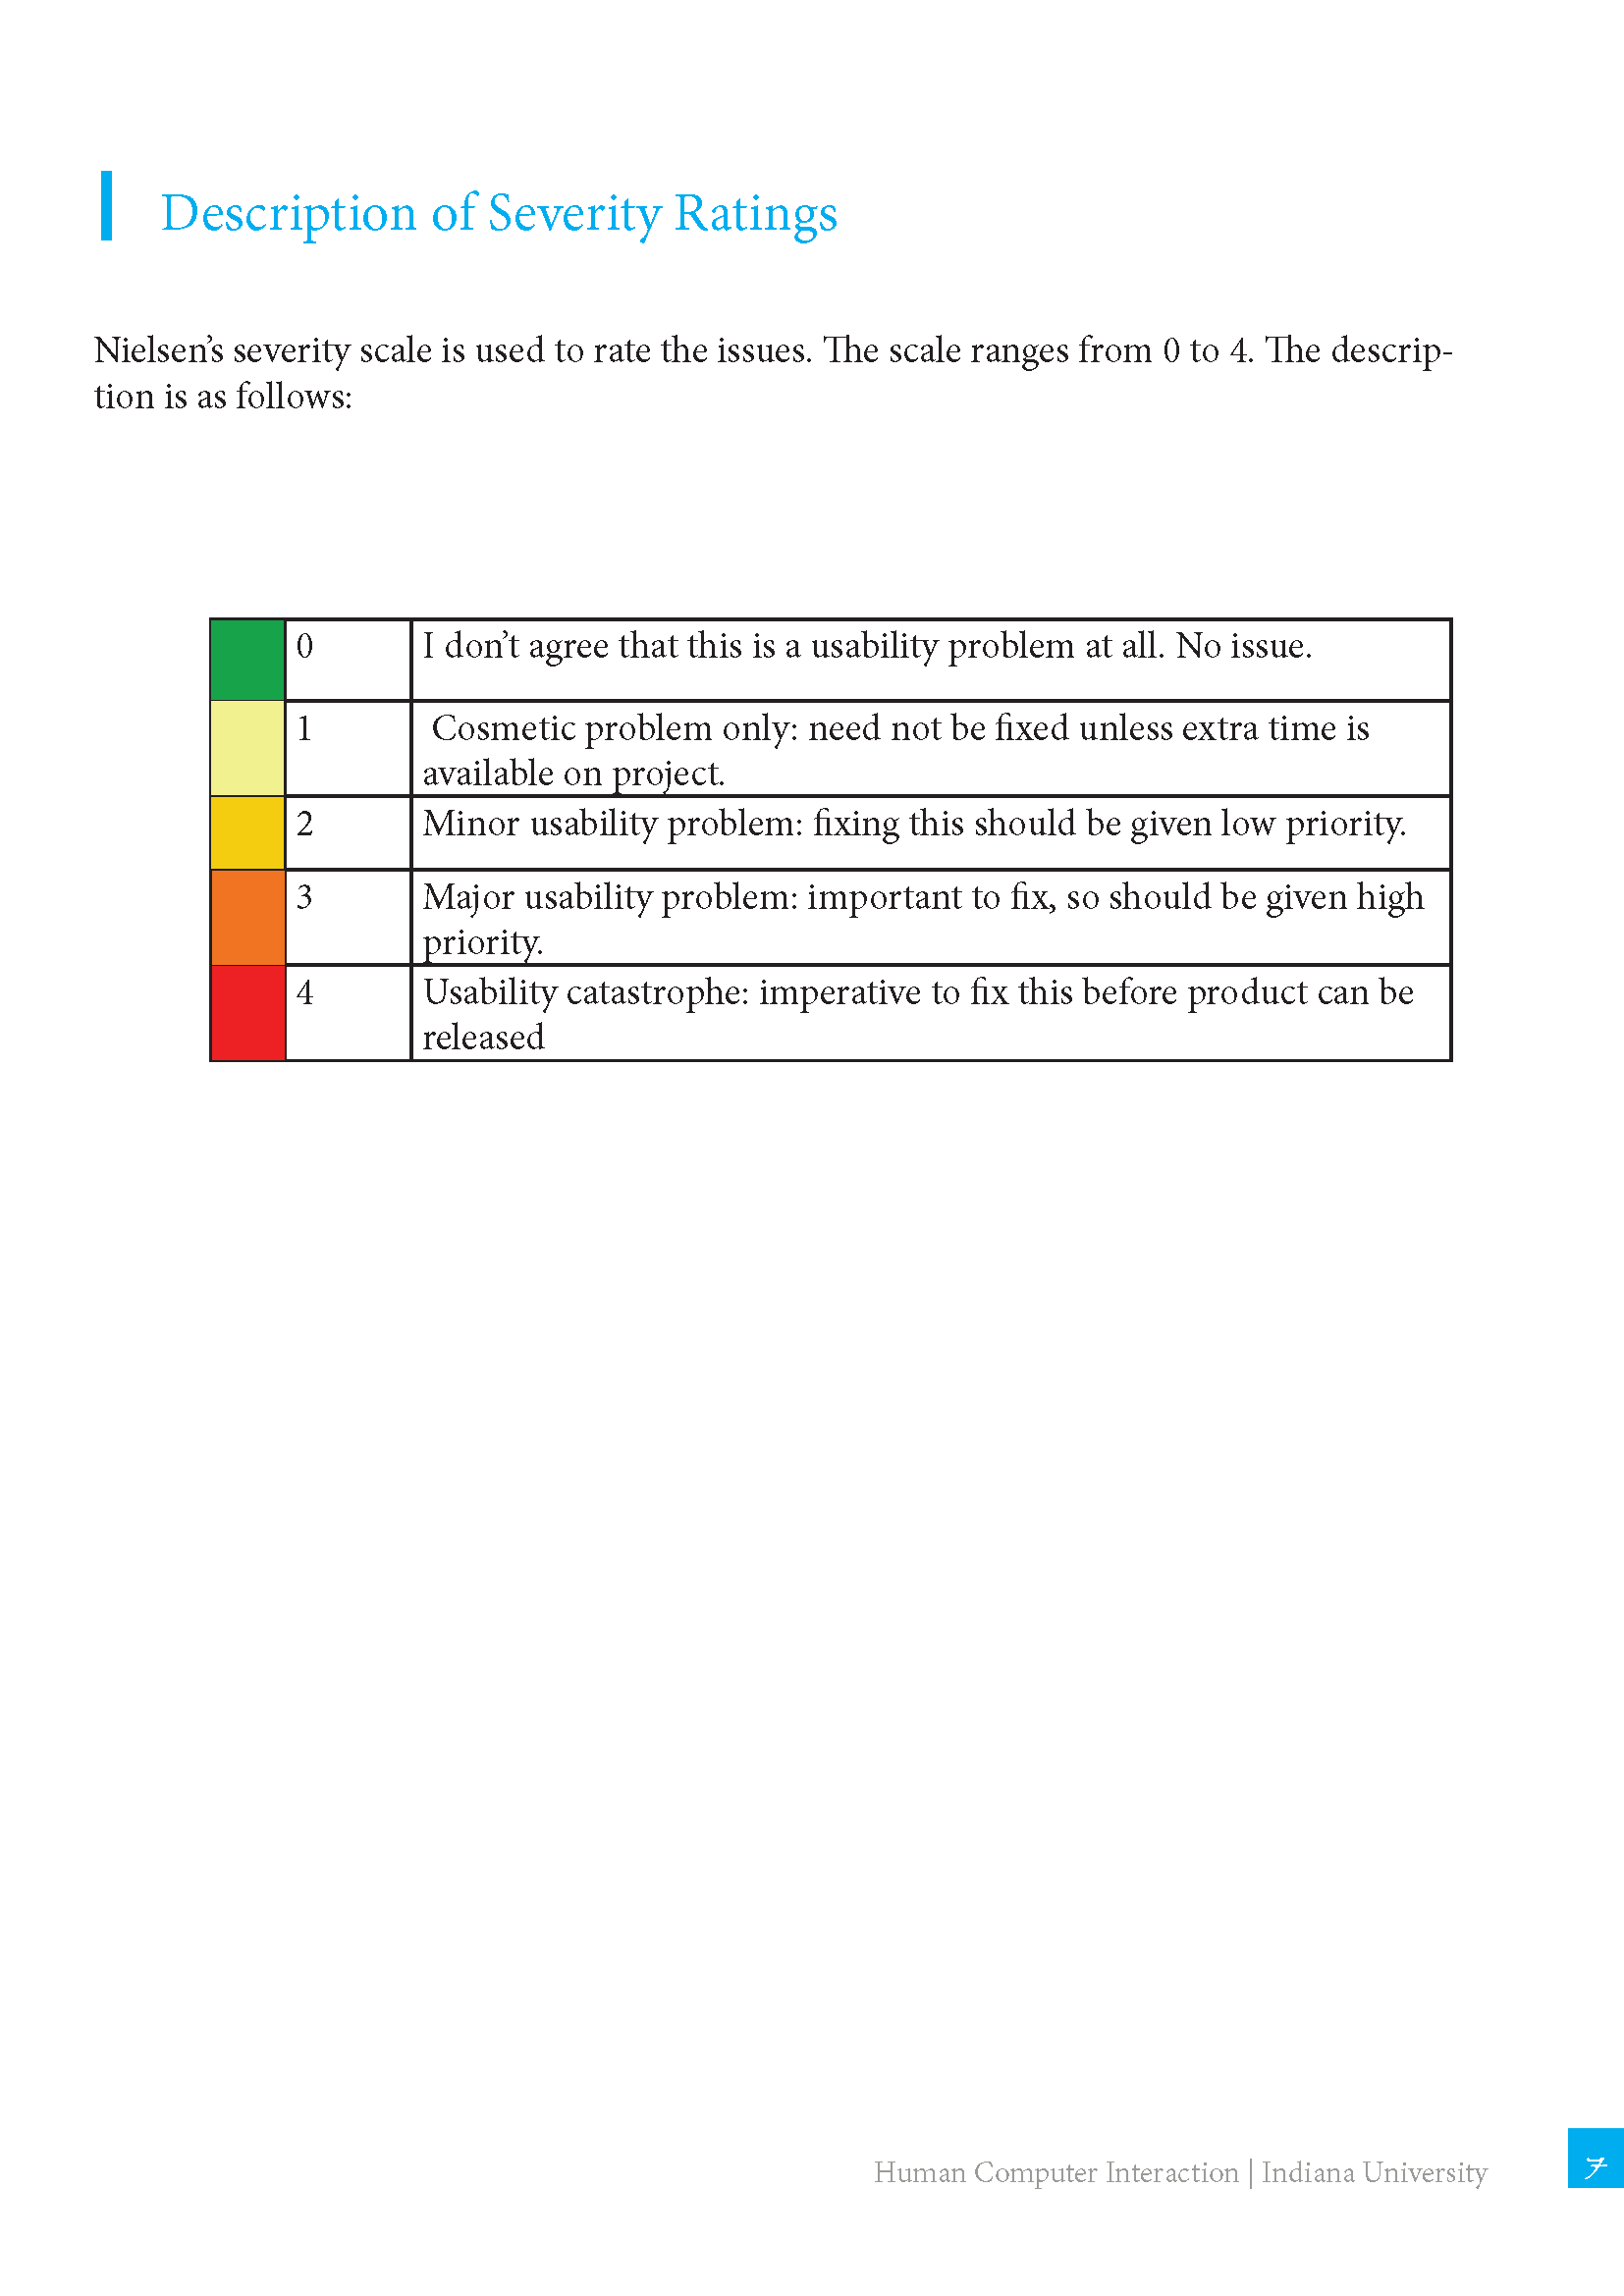 Description of Severity Ratings
Nielsen’s severity scale is used to rate the issues. The scale ranges from 0 to 4. The descrip-
tion is as follows:
0 I don’t agree that this is a usability problem at all. No issue.
1 Cosmetic problem only: need not be fixed unless extra time is
available on project.
2 Minor usability problem: fixing this should be given low priority.
3 Major usability problem: important to fix, so should be given high
priority.
4 Usability catastrophe: imperative to fix this before product can be
released
Human Computer Interaction | Indiana University
7